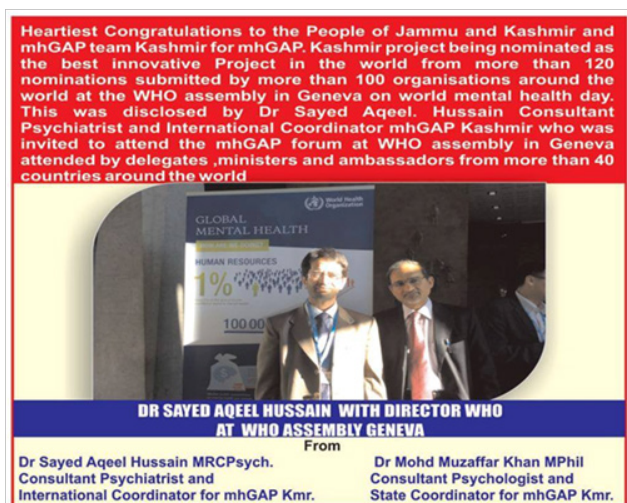 Heartiest Congratulations to the People of Jammu and Kashmir and
mhGAP team Kashmir for mhGAP. Kashmir project being nominated as
the best innovative Project in the world from more than 120
nominations submitted by more than 100 organisations around the
world at the WHO assembly in Geneva on world mental health day.
This was disclosed by Dr Sayed Aqeel. Hussain Consultant
Psychiatrist and International Coordinator mhGAP Kashmir who was
invited to attend the mhGAP forum at WHO assembly in Geneva
attended by delegates ,ministers and ambassadors from more than 40
countries around the world
World Health
Organization
GLOBAL
MENTAL HEALTH
HUMAN RESOURCES
1%
100 00
DR SAYED AQEEL HUSSAIN WITH DIRECTOR WHO
AT WHO ASSEMBLY GENEVA
From
Dr Sayed Aqeel Hussain MRCPsych.
Consultant Psychiatrist and
International Coordinator for mhGAP Kmr.
Dr Mohd Muzaffar Khan MPhil
Consultant Psychologist and
State Coordinator for mhGAP Kmr.